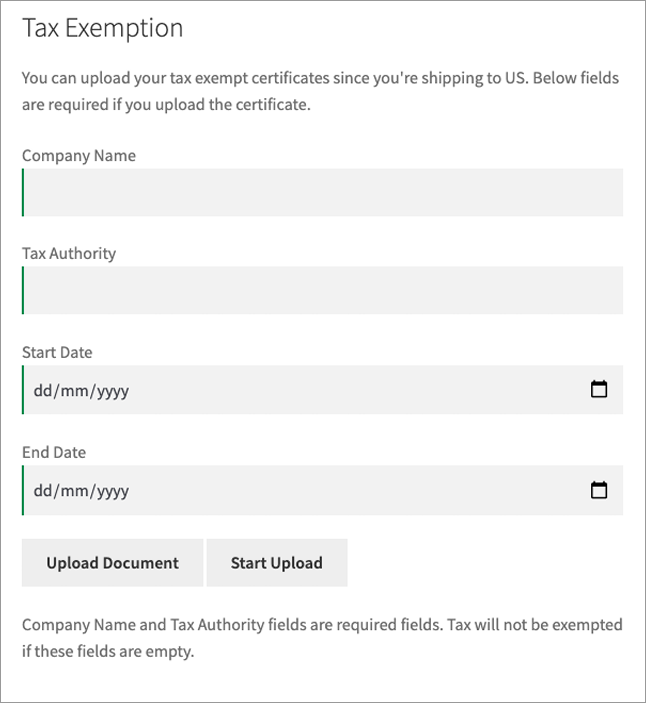 Tax Exemption
You can upload your tax exempt certificates since you're shipping to US. Below fields
are required if you upload the certificate.
Company Name
Tax Authority
Start Date
dd/mm/yyyy
End Date
dd/mm/yyyy
Upload Document Start Upload
Company Name and Tax Authority fields are required fields. Tax will not be exempted
if these fields are empty.